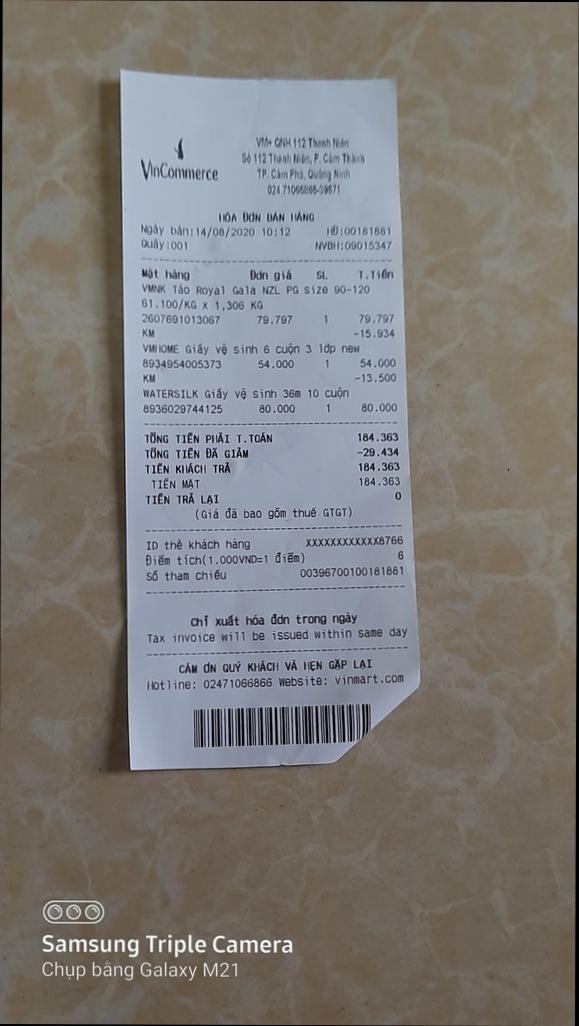 VinCommerce
VM+ QNH 112 Thanh Niên
Số 112 Thanh Niên, P. Cẩm Thành
TP. Cẩm Phả, Quảng Ninh
024.71066866-39671
HÓA ĐƠN BÁN HÀNG
Ngày bán:14/08/2020 10:12 HĐ:00181881
Quầy:001 NVBH:09015347
Mặt hàng Đơn giá SL T.Tiền
VMNK Táo Royal Gala NZL PG size 90-120
61.100/KG x 1,306 KG
2607691013067 79.797 1 79.797
KM -15.934
VMHOME Giấy vệ sinh 6 cuộn 3 lớp new
8934954005373 54.000 1 54.000
KM -13.500
WATERSILK Giấy vệ sinh 36m 10 cuộn
8936029744125 80.000 1 80.000
TỔNG TIỀN PHẢI T.TOÁN 184.363
TỔNG TIỀN ĐÃ GIẢM -29.434
TIỀN KHÁCH TRẢ 184.363
TIỀN MẶT 184.363
TIỀN TRẢ LẠI 0
(Giá đã bao gồm thuế GTGT)
ID thẻ khách hàng XXXXXXXXXXXX8766
Điểm tích(1.000VND=1 điểm) 6
Số tham chiếu 00396700100181881
Chỉ xuất hóa đơn trong ngày
Tax invoice will be issued within same day
CẢM ƠN QUÝ KHÁCH VÀ HẸN GẶP LẠI
Hotline: 02471066866 Website: vinmart.com
Samsung Triple Camera
Chụp bằng Galaxy M21